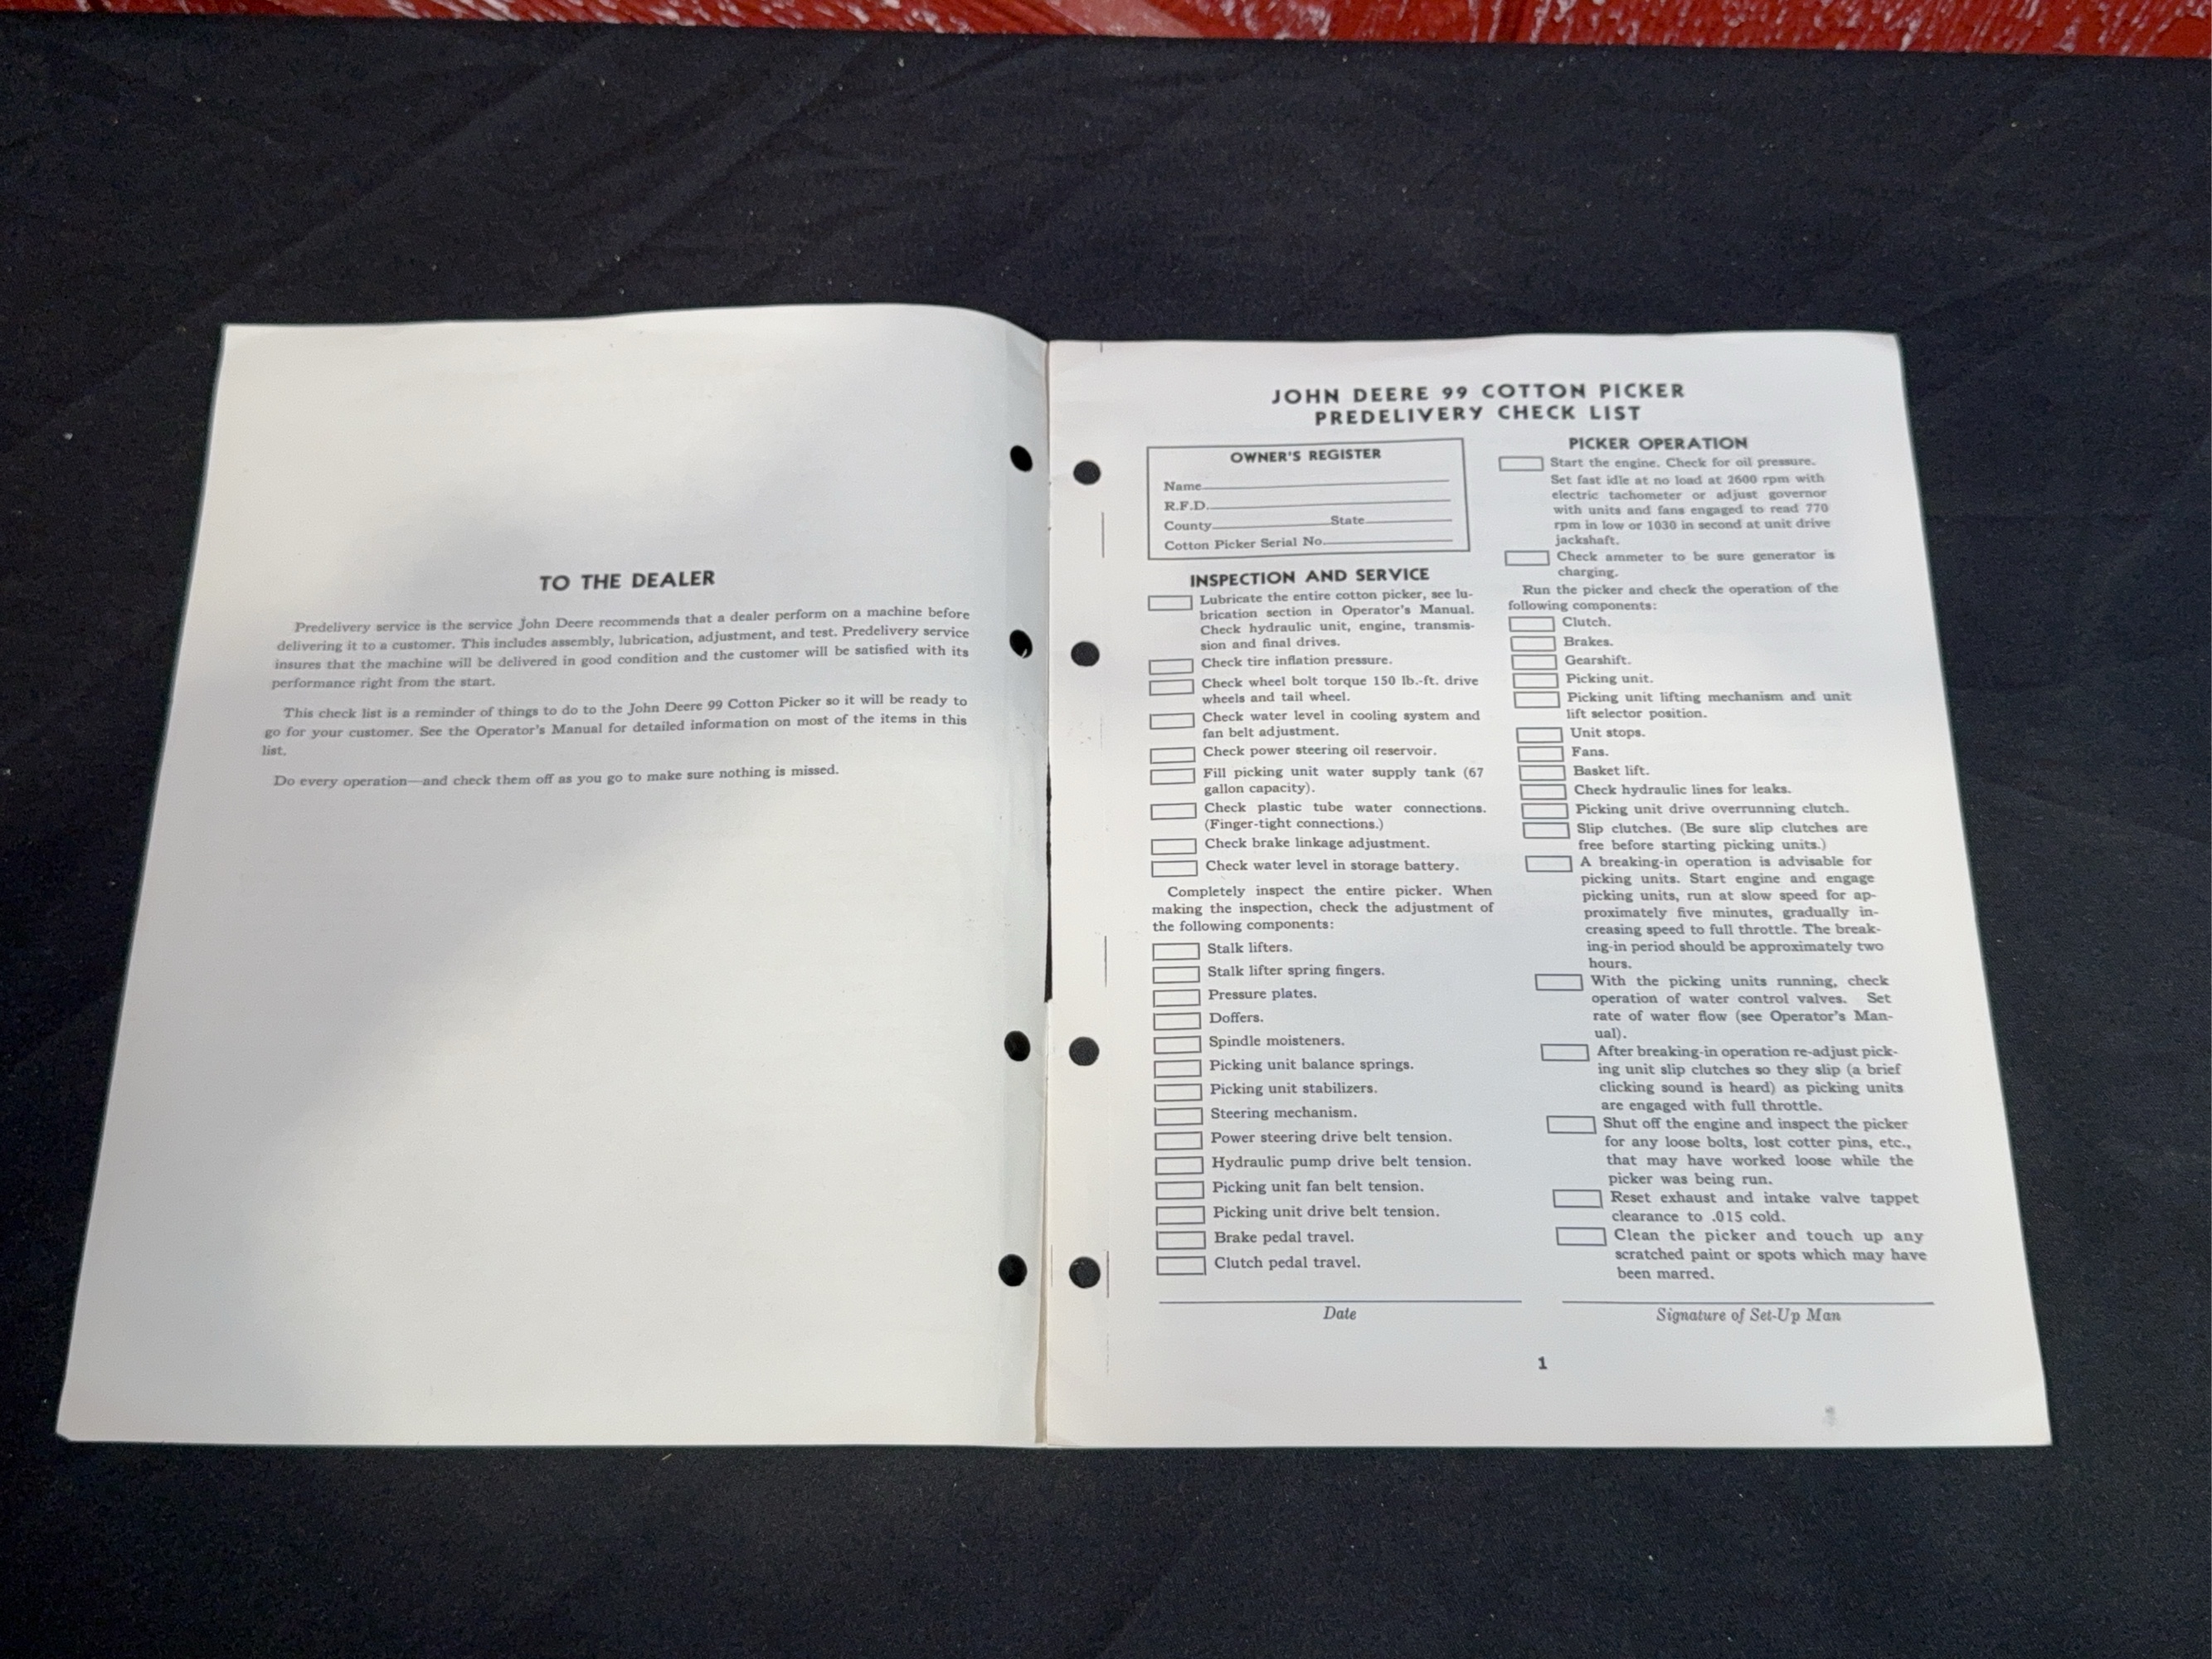 TO THE DEALER
Predelivery service is the service John Deere recommends that a dealer perform on a machine before
delivering it to a customer. This includes assembly, lubrication, adjustment, and test. Predelivery service
insures that the machine will be delivered in good condition and the customer will be satisfied with its
performance right from the start.
This check list is a reminder of things to do to the John Deere 99 Cotton Picker so it will be ready to
go for your customer. See the Operator's Manual for detailed information on most of the items in this
list.
Do every operation—and check them off as you go to make sure nothing is missed.
JOHN DEERE 99 COTTON PICKER
PREDELIVERY CHECK LIST
OWNER'S REGISTER
Name
R.F.D.
County State
Cotton Picker Serial No.
INSPECTION AND SERVICE
Lubricate the entire cotton picker, see lu-
brication section in Operator's Manual.
Check hydraulic unit, engine, transmis-
sion and final drives.
Check tire inflation pressure.
Check wheel bolt torque 150 lb.-ft. drive
wheels and tail wheel.
Check water level in cooling system and
fan belt adjustment.
Check power steering oil reservoir.
Fill picking unit water supply tank (67
gallon capacity).
Check plastic tube water connections.
(Finger-tight connections.)
Check brake linkage adjustment.
Check water level in storage battery.
Completely inspect the entire picker. When
making the inspection, check the adjustment of
the following components:
Stalk lifters.
Stalk lifter spring fingers.
Pressure plates.
Doffers.
Spindle moisteners.
Picking unit balance springs.
Picking unit stabilizers.
Steering mechanism.
Power steering drive belt tension.
Hydraulic pump drive belt tension.
Picking unit fan belt tension.
Picking unit drive belt tension.
Brake pedal travel.
Clutch pedal travel.
Date
PICKER OPERATION
Start the engine. Check for oil pressure.
Set fast idle at no load at 2600 rpm with
electric tachometer or adjust governor
with units and fans engaged to read 770
rpm in low or 1030 in second at unit drive
jackshaft.
Check ammeter to be sure generator is
charging.
Run the picker and check the operation of the
following components:
Clutch.
Brakes.
Gearshift.
Picking unit.
Picking unit lifting mechanism and unit
lift selector position.
Unit stops.
Fans.
Basket lift.
Check hydraulic lines for leaks.
Picking unit drive overrunning clutch.
Slip clutches. (Be sure slip clutches are
free before starting picking units.)
A breaking-in operation is advisable for
picking units. Start engine and engage
picking units, run at slow speed for ap-
proximately five minutes, gradually in-
creasing speed to full throttle. The break-
ing-in period should be approximately two
hours.
With the picking units running, check
operation of water control valves. Set
rate of water flow (see Operator's Man-
ual).
After breaking-in operation re-adjust pick-
ing unit slip clutches so they slip (a brief
clicking sound is heard) as picking units
are engaged with full throttle.
Shut off the engine and inspect the picker
for any loose bolts, lost cotter pins, etc.,
that may have worked loose while the
picker was being run.
Reset exhaust and intake valve tappet
clearance to .015 cold.
Clean the picker and touch up any
scratched paint or spots which may have
been marred.
Signature of Set-Up Man
1